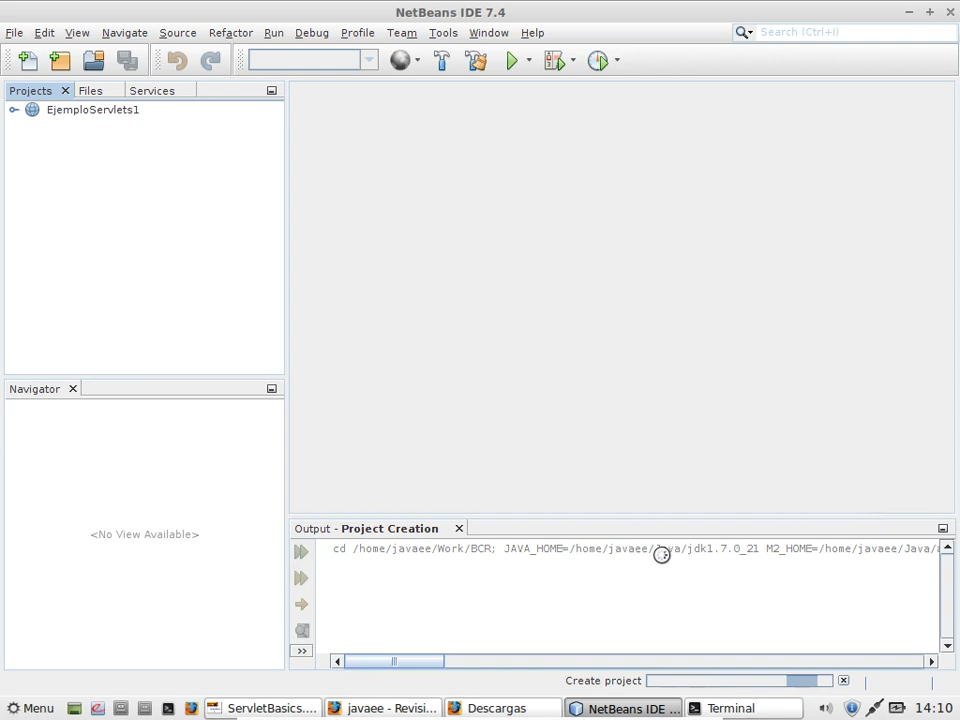 NetBeans IDE 7.4
File Edit View Navigate Source Refactor Run Debug Profile Team Tools Window Help
Search (Ctrl+I)
Projects Files Services
EjemploServlets1
Navigator
<No View Available>
Output - Project Creation
cd /home/javaee/Work/BCR; JAVA_HOME=/home/javaee/Java/jdk1.7.0_21 M2_HOME=/home/javaee/Java/
>>
Create project
Menu ServletBasics.... javaee - Revisi... Descargas NetBeans IDE ... Terminal 14:10